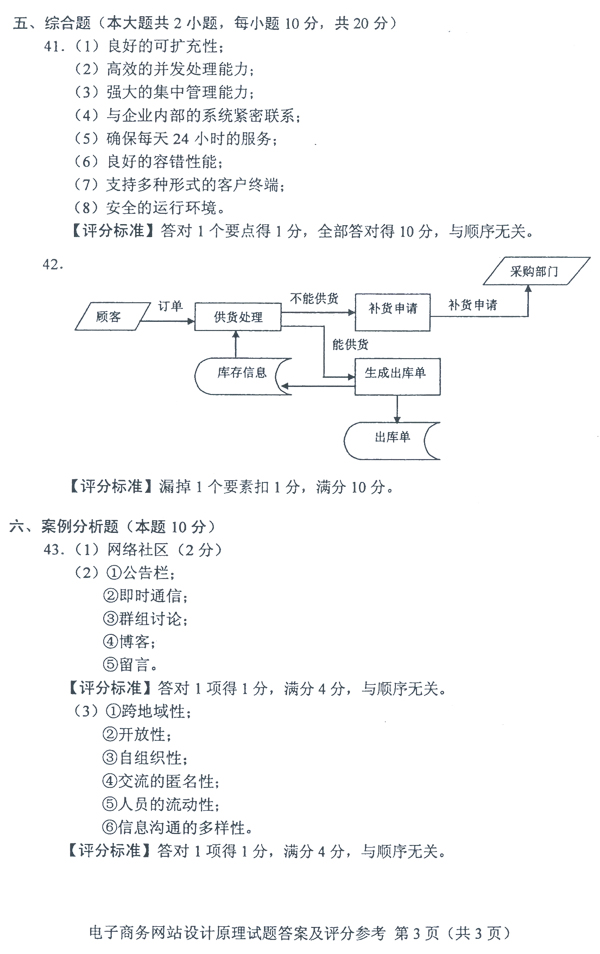 五、综合题（本大题共 2 小题，每小题 10 分，共 20 分）
41.（1）良好的可扩充性；
（2）高效的并发处理能力；
（3）强大的集中管理能力；
（4）与企业内部的系统紧密联系；
（5）确保每天 24 小时的服务；
（6）良好的容错性能；
（7）支持多种形式的客户终端；
（8）安全的运行环境。
【评分标准】答对 1 个要点得 1 分，全部答对得 10 分，与顺序无关。
42.
采购部门
顾客
订单
供货处理
不能供货
补货申请
补货申请
能供货
库存信息
生成出库单
出库单
【评分标准】漏掉 1 个要素扣 1 分，满分 10 分。
六、案例分析题（本题 10 分）
43.（1）网络社区（2 分）
（2）①公告栏；
②即时通信；
③群组讨论；
④博客；
⑤留言。
【评分标准】答对 1 项得 1 分，满分 4 分，与顺序无关。
（3）①跨地域性；
②开放性；
③自组织性；
④交流的匿名性；
⑤人员的流动性；
⑥信息沟通的多样性。
【评分标准】答对 1 项得 1 分，满分 4 分，与顺序无关。
电子商务网站设计原理试题答案及评分参考 第 3 页（共 3 页）